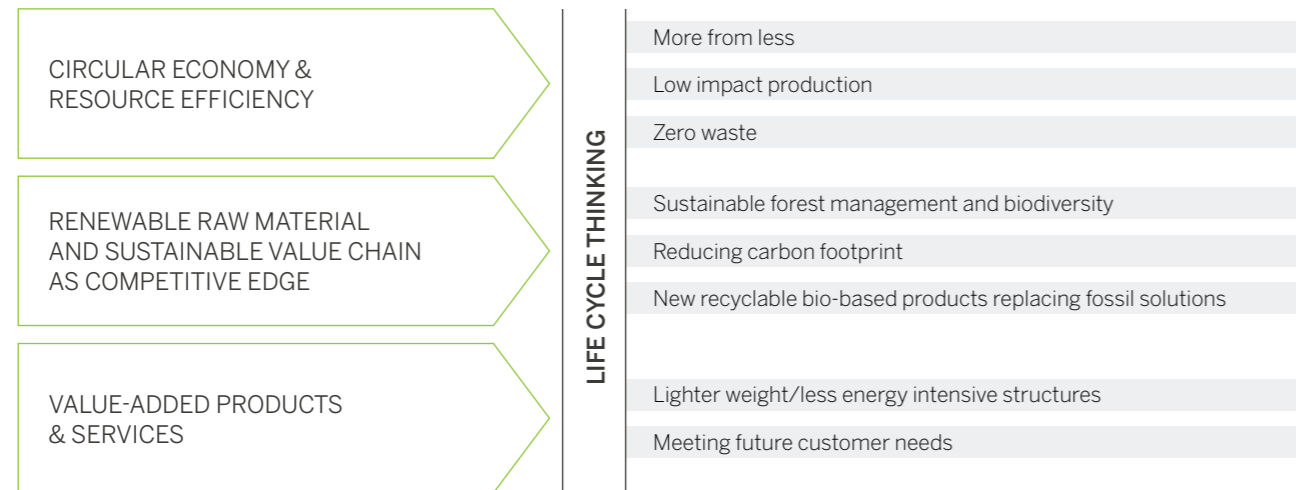 CIRCULAR ECONOMY &
RESOURCE EFFICIENCY
RENEWABLE RAW MATERIAL
AND SUSTAINABLE VALUE CHAIN
AS COMPETITIVE EDGE
VALUE-ADDED PRODUCTS
& SERVICES
LIFE CYCLE THINKING
More from less
Low impact production
Zero waste
Sustainable forest management and biodiversity
Reducing carbon footprint
New recyclable bio-based products replacing fossil solutions
Lighter weight/less energy intensive structures
Meeting future customer needs